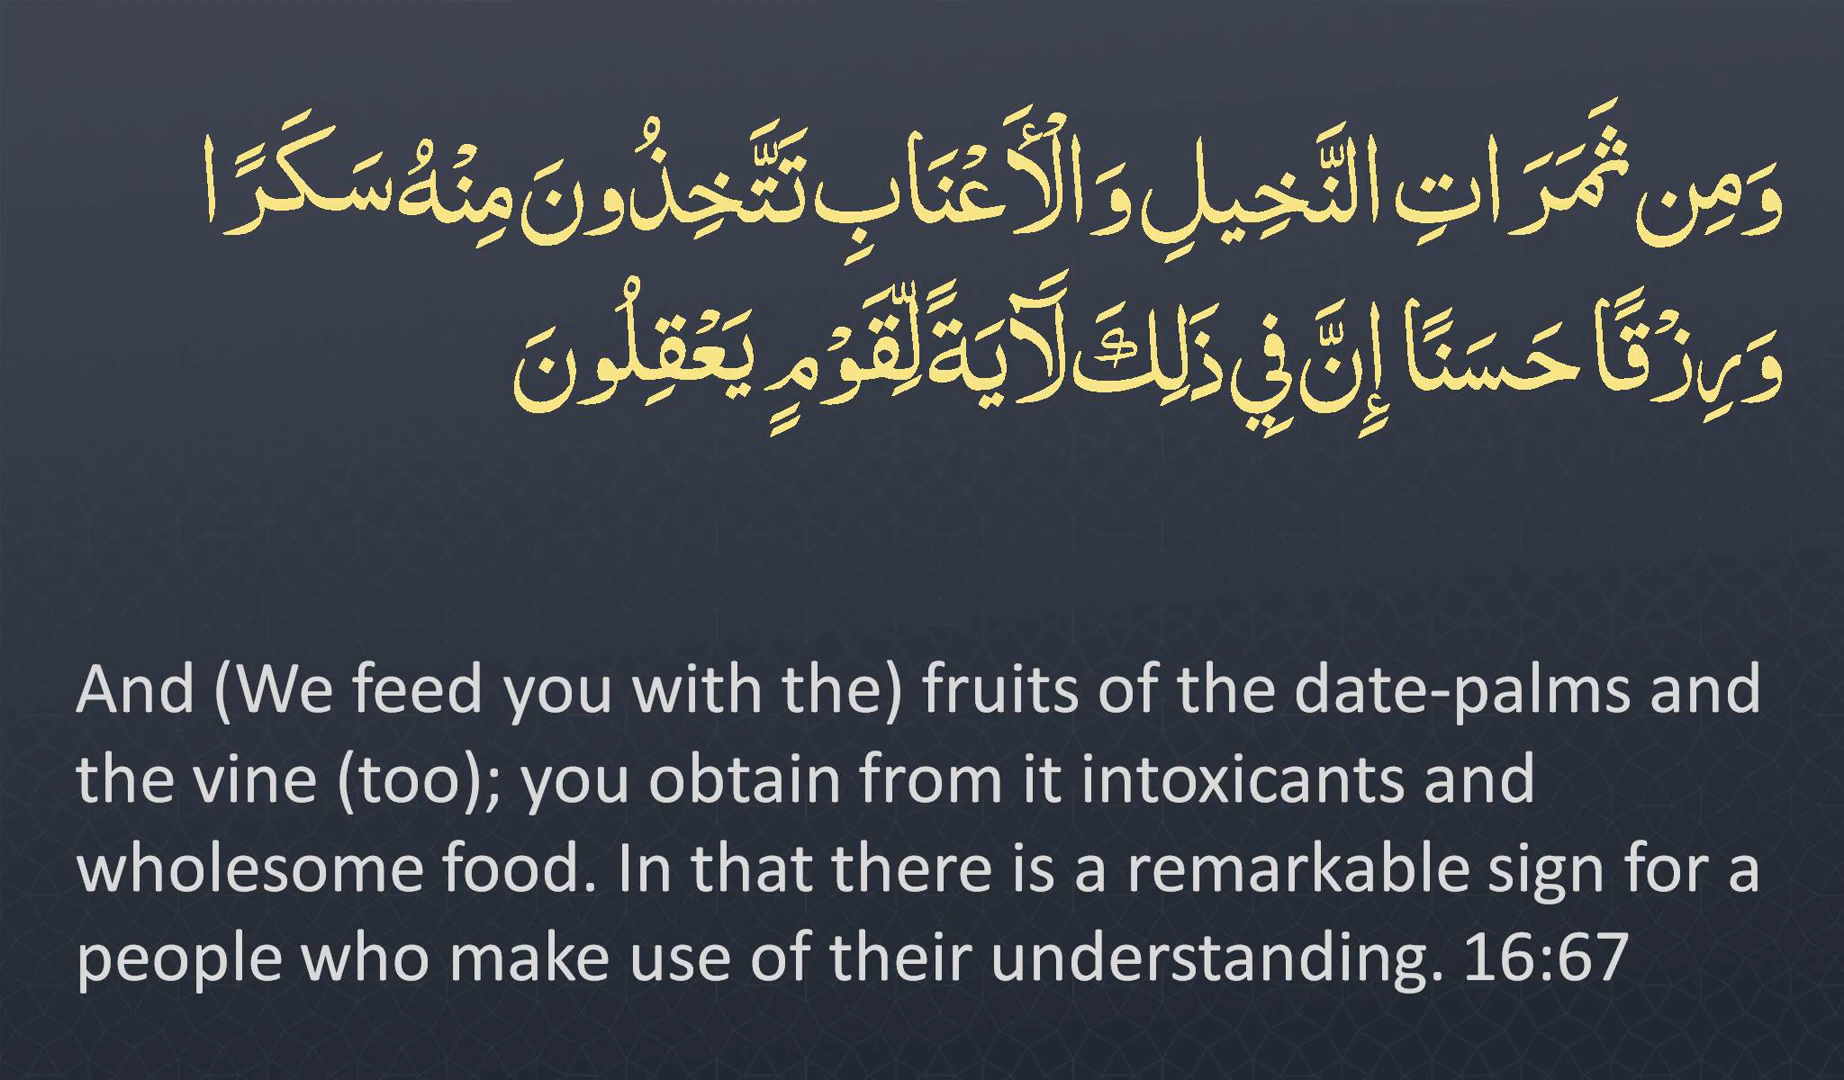 وَمِن ثَمَرَاتِ النَّخِيلِ وَالْأَعْنَابِ تَتَّخِذُونَ مِنْهُ سَكَرًا
وَرِزْقًا حَسَنًا إِنَّ فِي ذَلِكَ لَآيَةً لِّقَوْمٍ يَعْقِلُونَ
And (We feed you with the) fruits of the date-palms and
the vine (too); you obtain from it intoxicants and
wholesome food. In that there is a remarkable sign for a
people who make use of their understanding. 16:67